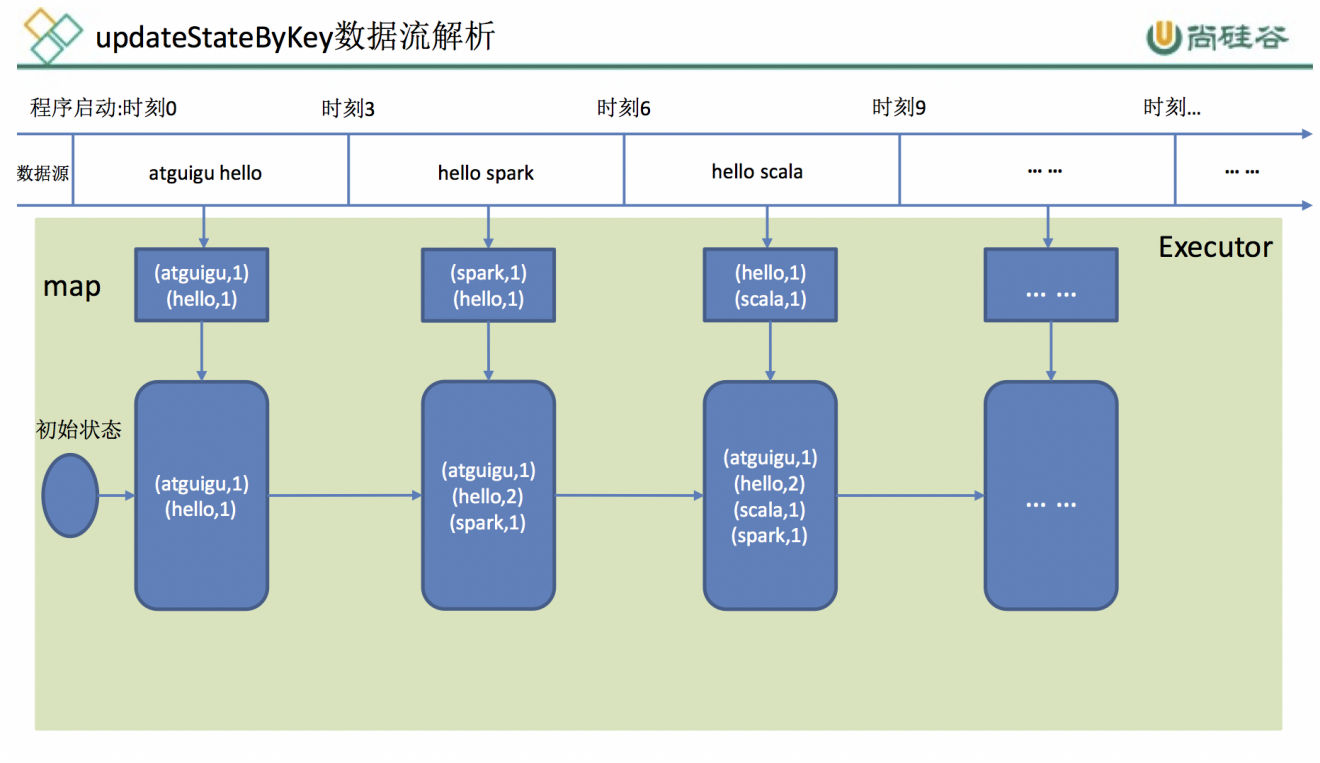 updateStateByKey数据流解析
尚硅谷
程序启动:时刻0
时刻3
时刻6
时刻9
时刻...
数据源
atguigu hello
hello spark
hello scala
... ...
... ...
Executor
map
(atguigu,1)
(hello,1)
(spark,1)
(hello,1)
(hello,1)
(scala,1)
... ...
初始状态
(atguigu,1)
(hello,1)
(atguigu,1)
(hello,2)
(spark,1)
(atguigu,1)
(hello,2)
(scala,1)
(spark,1)
... ...